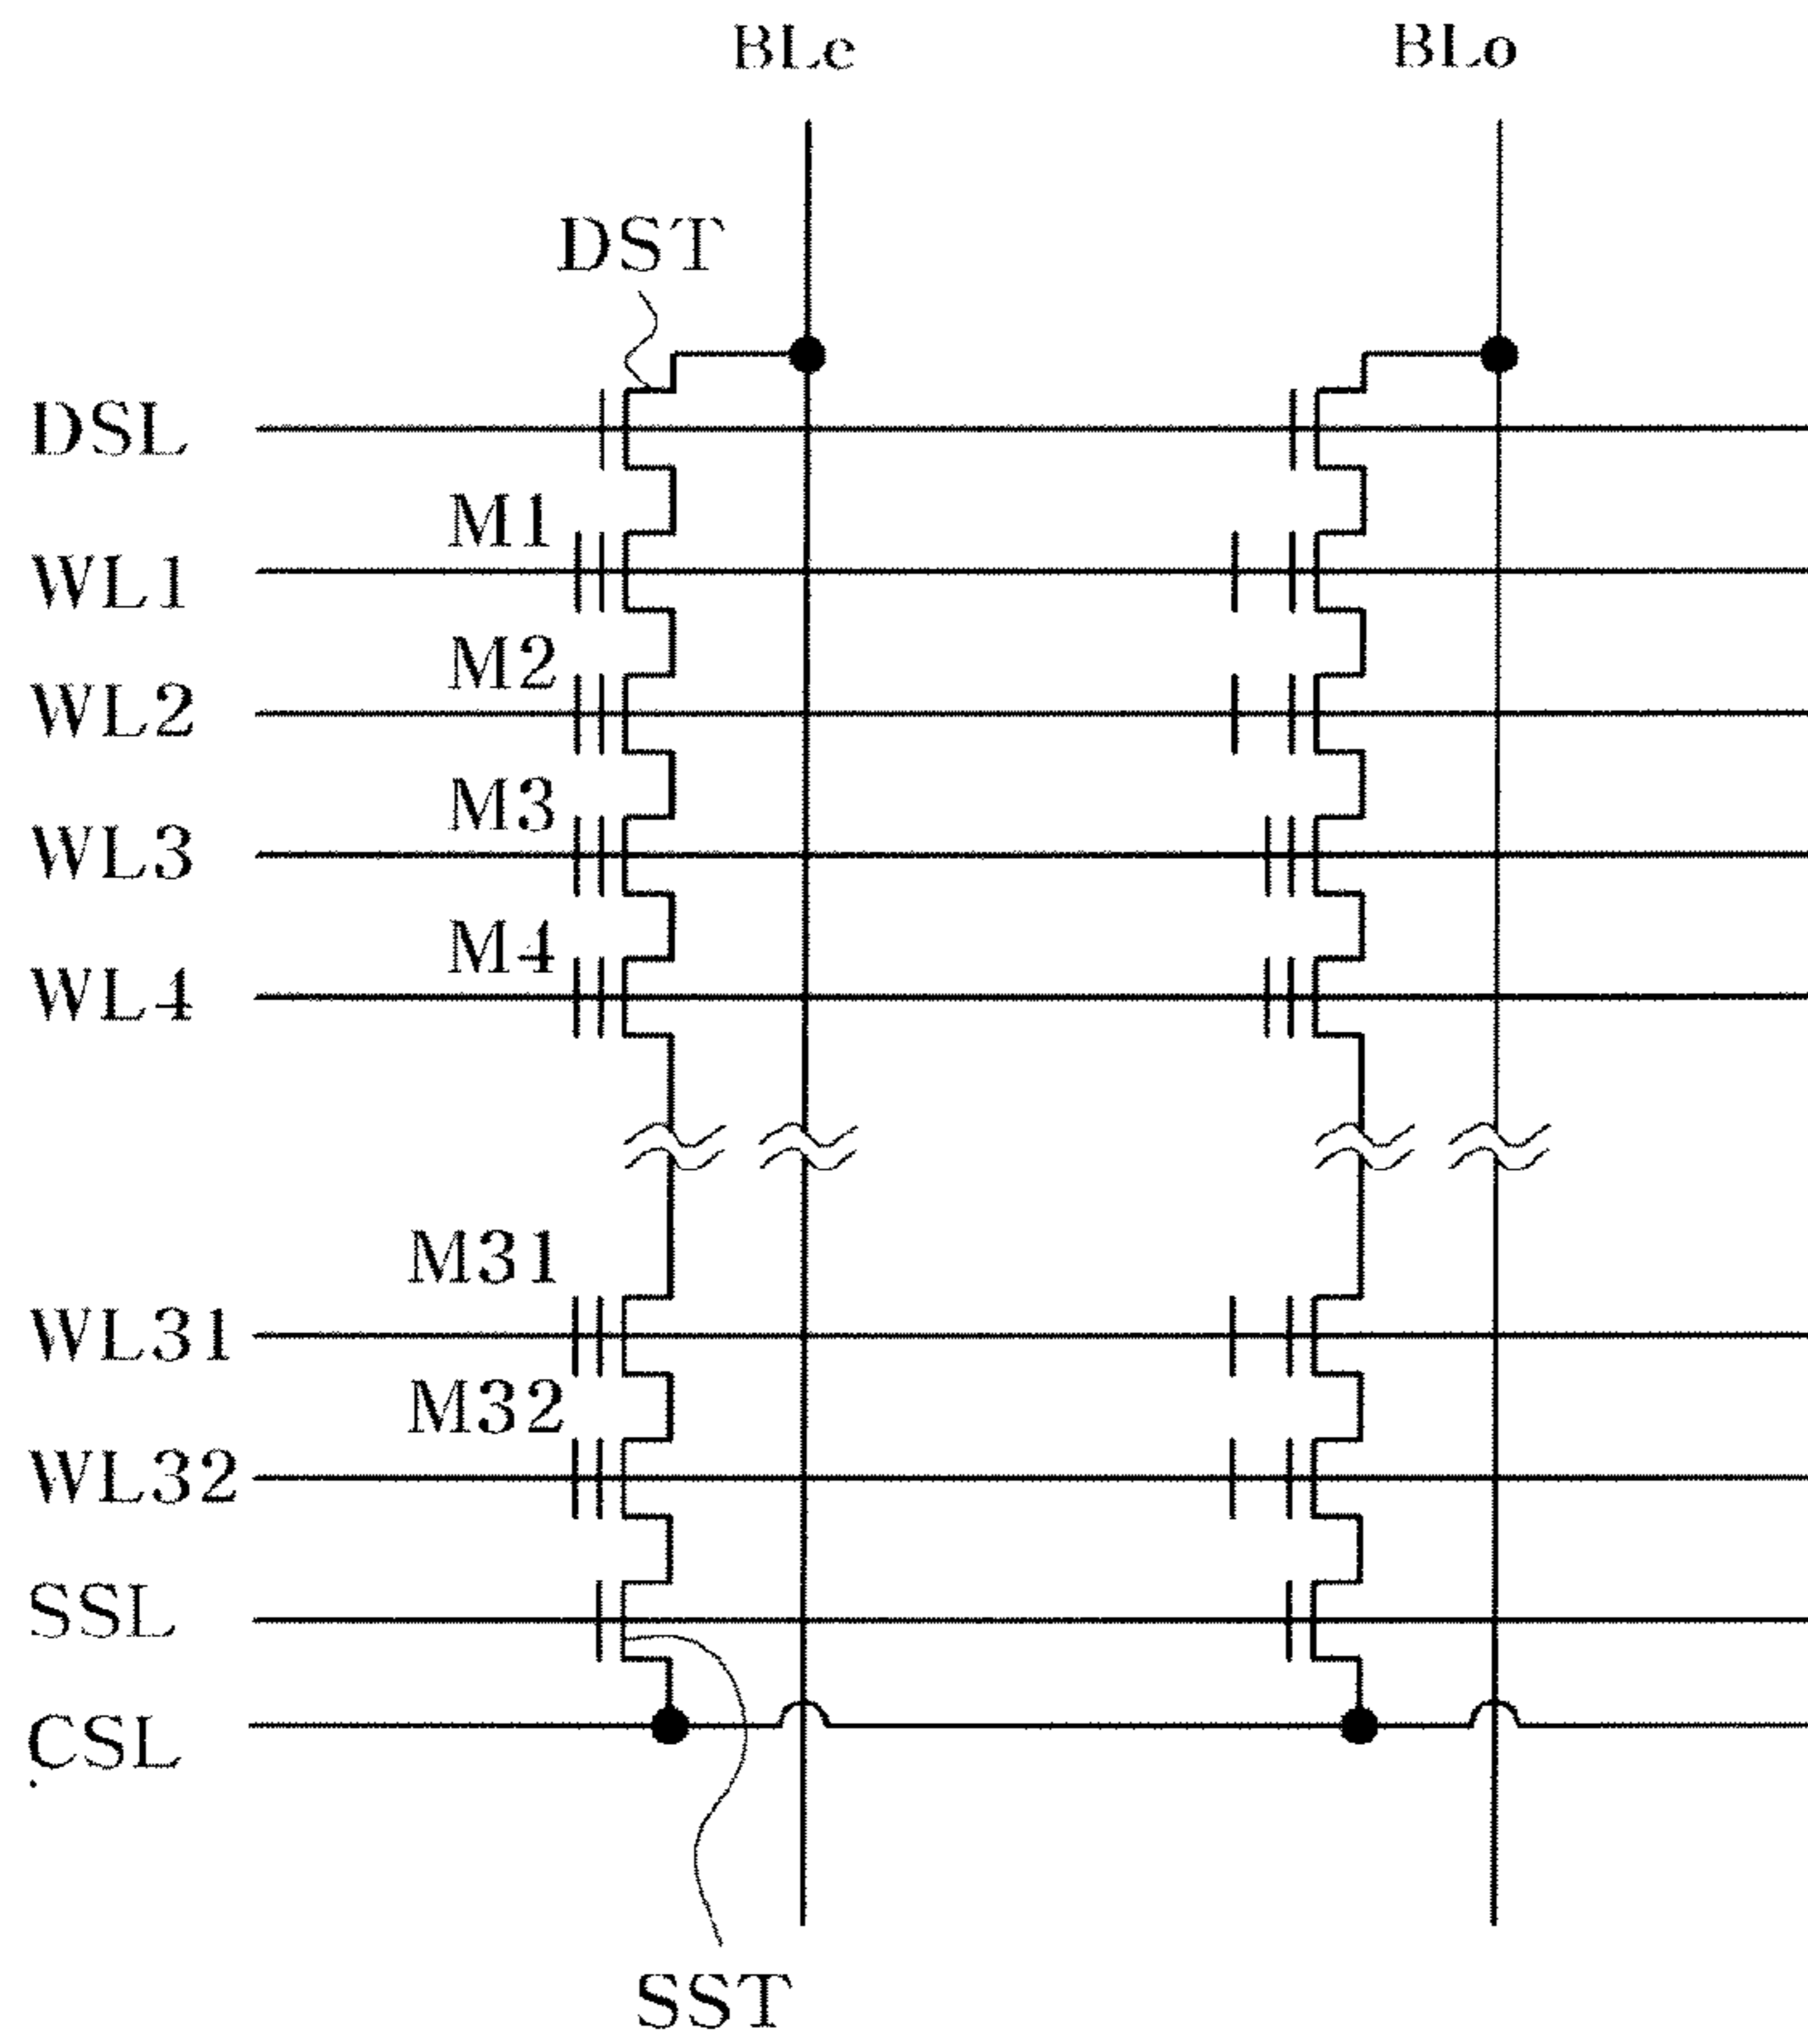 BLe BLo
DST
DSL
M1
WL1
M2
WL2
M3
WL3
M4
WL4
M31
WL31
M32
WL32
SSL
CSL
SST